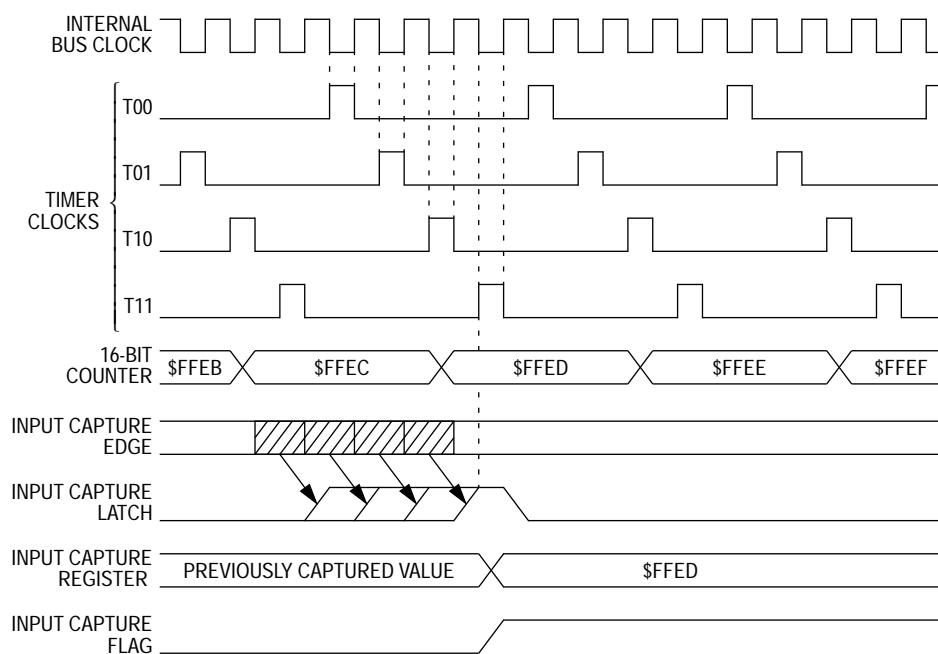 INTERNAL
BUS CLOCK
TIMER
CLOCKS
T00
T01
T10
T11
16-BIT
COUNTER
$FFEB $FFEC $FFED $FFEE $FFEF
INPUT CAPTURE
EDGE
INPUT CAPTURE
LATCH
INPUT CAPTURE
REGISTER
PREVIOUSLY CAPTURED VALUE $FFED
INPUT CAPTURE
FLAG